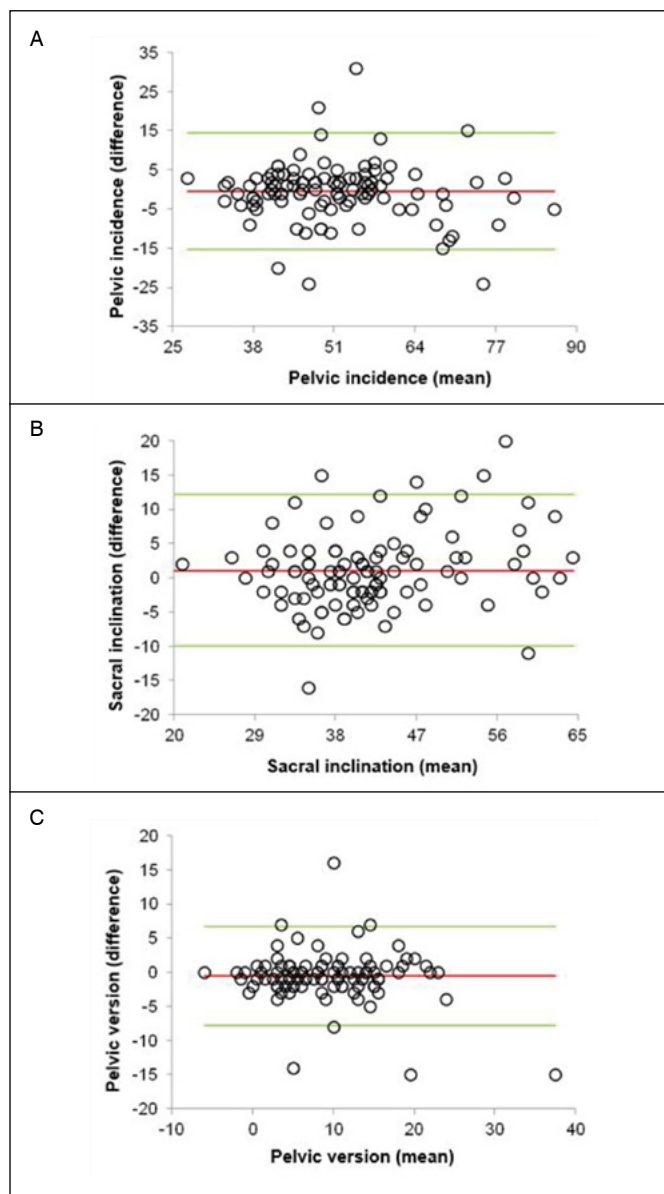 A
Pelvic incidence (difference)
35
25
15
5
-5
-15
-25
-35
25 38 51 64 77 90
Pelvic incidence (mean)
B
Sacral inclination (difference)
20
15
10
5
0
-5
-10
-15
-20
20 29 38 47 56 65
Sacral inclination (mean)
C
Pelvic version (difference)
20
15
10
5
0
-5
-10
-15
-20
-10 0 10 20 30 40
Pelvic version (mean)